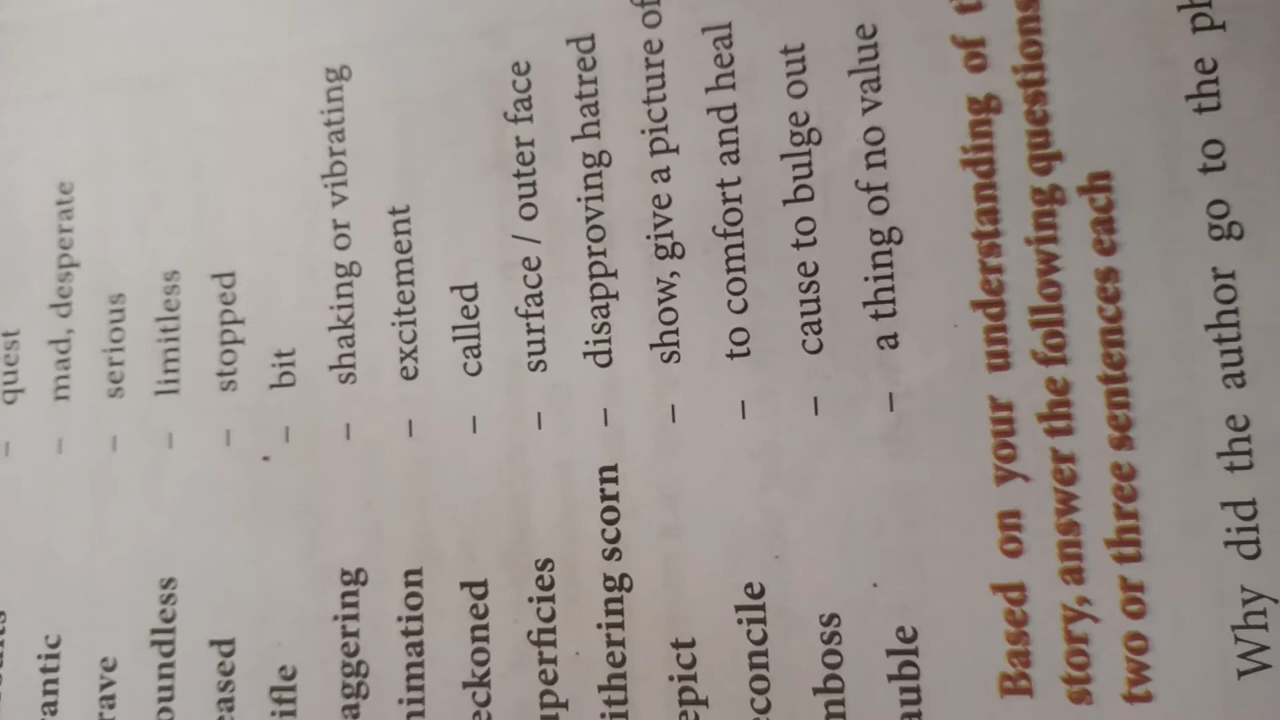 – quest
antic – mad, desperate
rave – serious
oundless – limitless
eased – stopped
ifle – bit
aggering – shaking or vibrating
nimation – excitement
eckoned – called
uperficies – surface / outer face
ithering scorn – disapproving hatred
epict – show, give a picture of
econcile – to comfort and heal
mboss – cause to bulge out
auble – a thing of no value
Based on your understanding of t
story, answer the following questions
two or three sentences each
Why did the author go to the ph